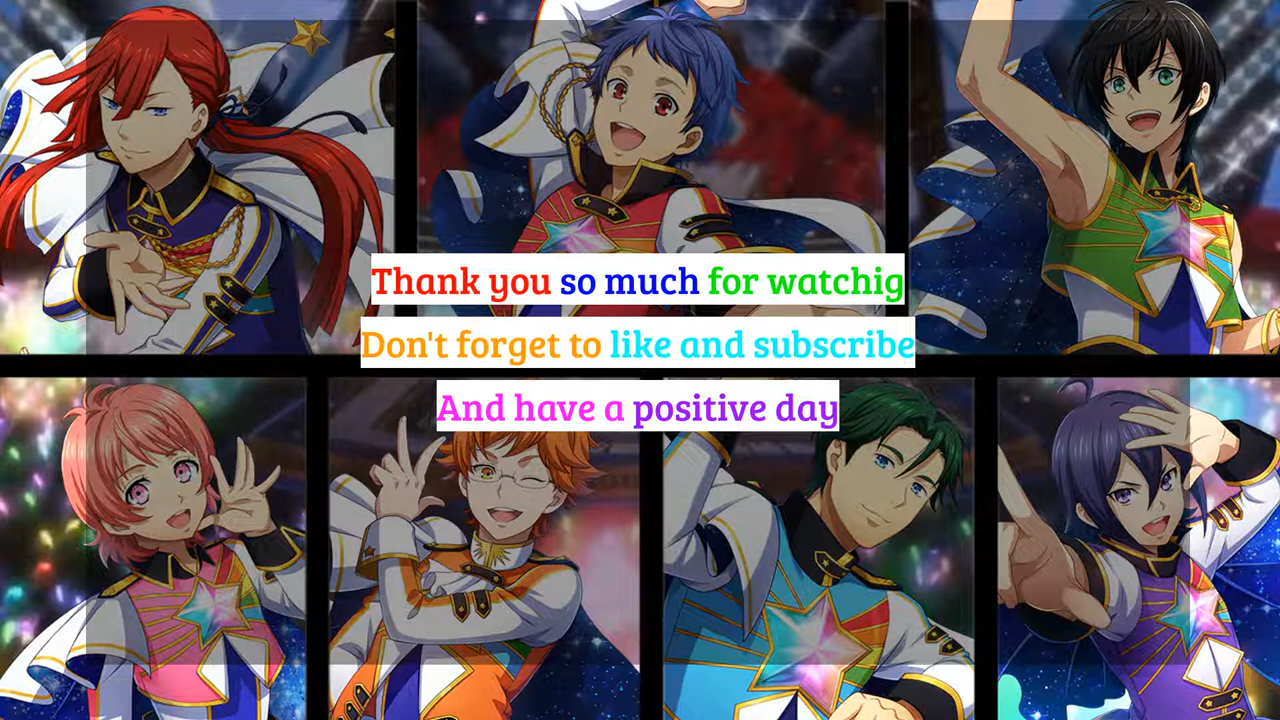 Thank you so much for watchig
Don't forget to like and subscribe
And have a positive day